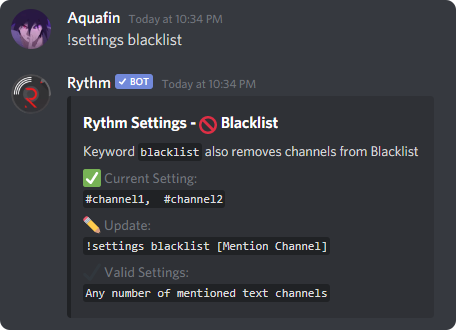 Aquafin Today at 10:34 PM
!settings blacklist
Rythm BOT Today at 10:34 PM
Rythm Settings - Blacklist
Keyword blacklist also removes channels from Blacklist
Current Setting:
#channel1, #channel2
Update:
!settings blacklist [Mention Channel]
Valid Settings:
Any number of mentioned text channels